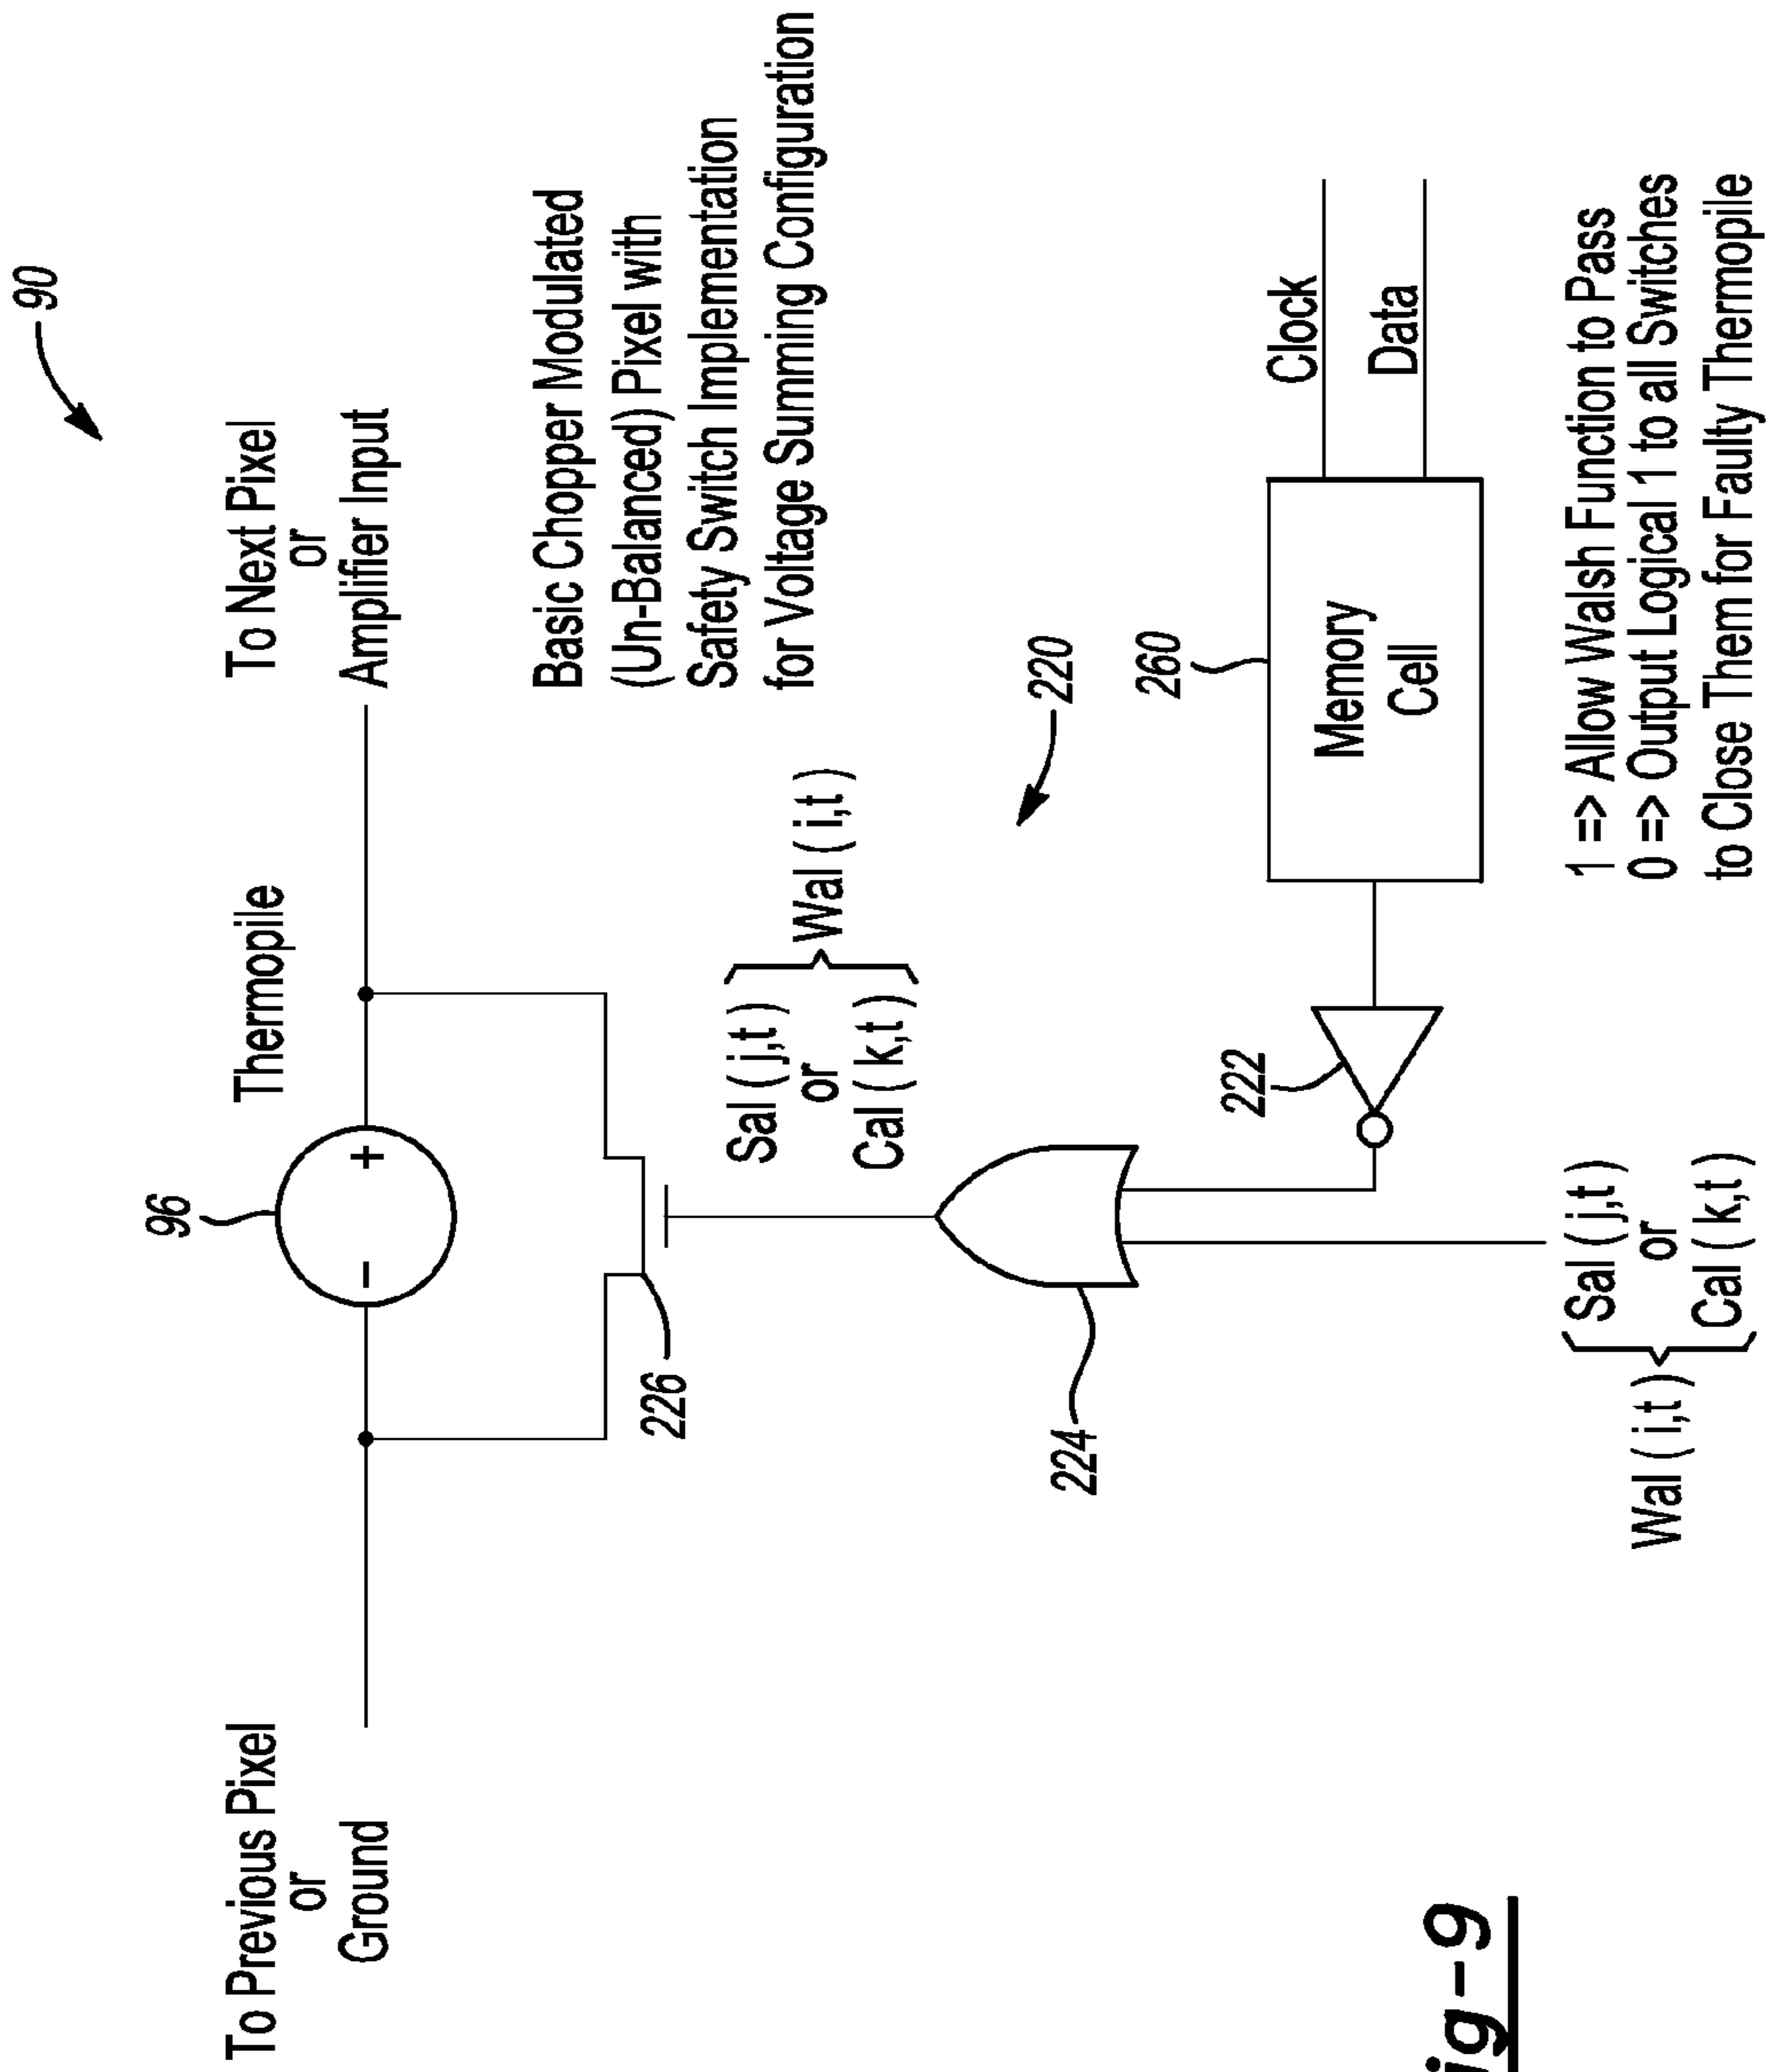 90
To Previous Pixel
or
Ground
96
Thermopile
To Next Pixel
or
Amplifier Input
-
+
226
Sal ( j,t )
or
Cal ( k,t )
Wal ( i,t )
Basic Chopper Modulated
(Un-Balanced) Pixel with
Safety Switch Implementation
for Voltage Summing Configuration
220
224
222
260
Memory
Cell
Clock
Data
Wal ( i,t )
Sal ( j,t )
or
Cal ( k,t )
1 => Allow Walsh Function to Pass
0 => Output Logical 1 to all Switches
to Close Them for Faulty Thermopile
ig-9